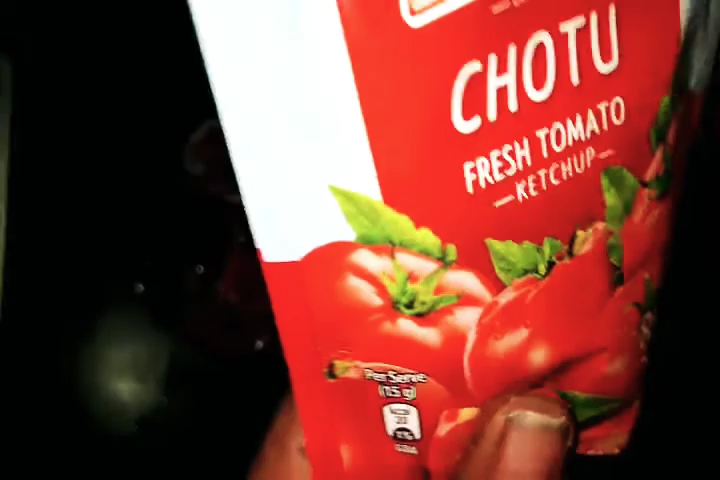 CHOTU
FRESH TOMATO
—KETCHUP—
Per Serve
(15 g)